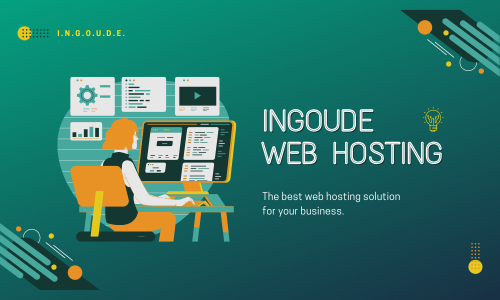 I.N.G.O.U.D.E.
INGOUDE
WEB HOSTING
The best web hosting solution
for your business.